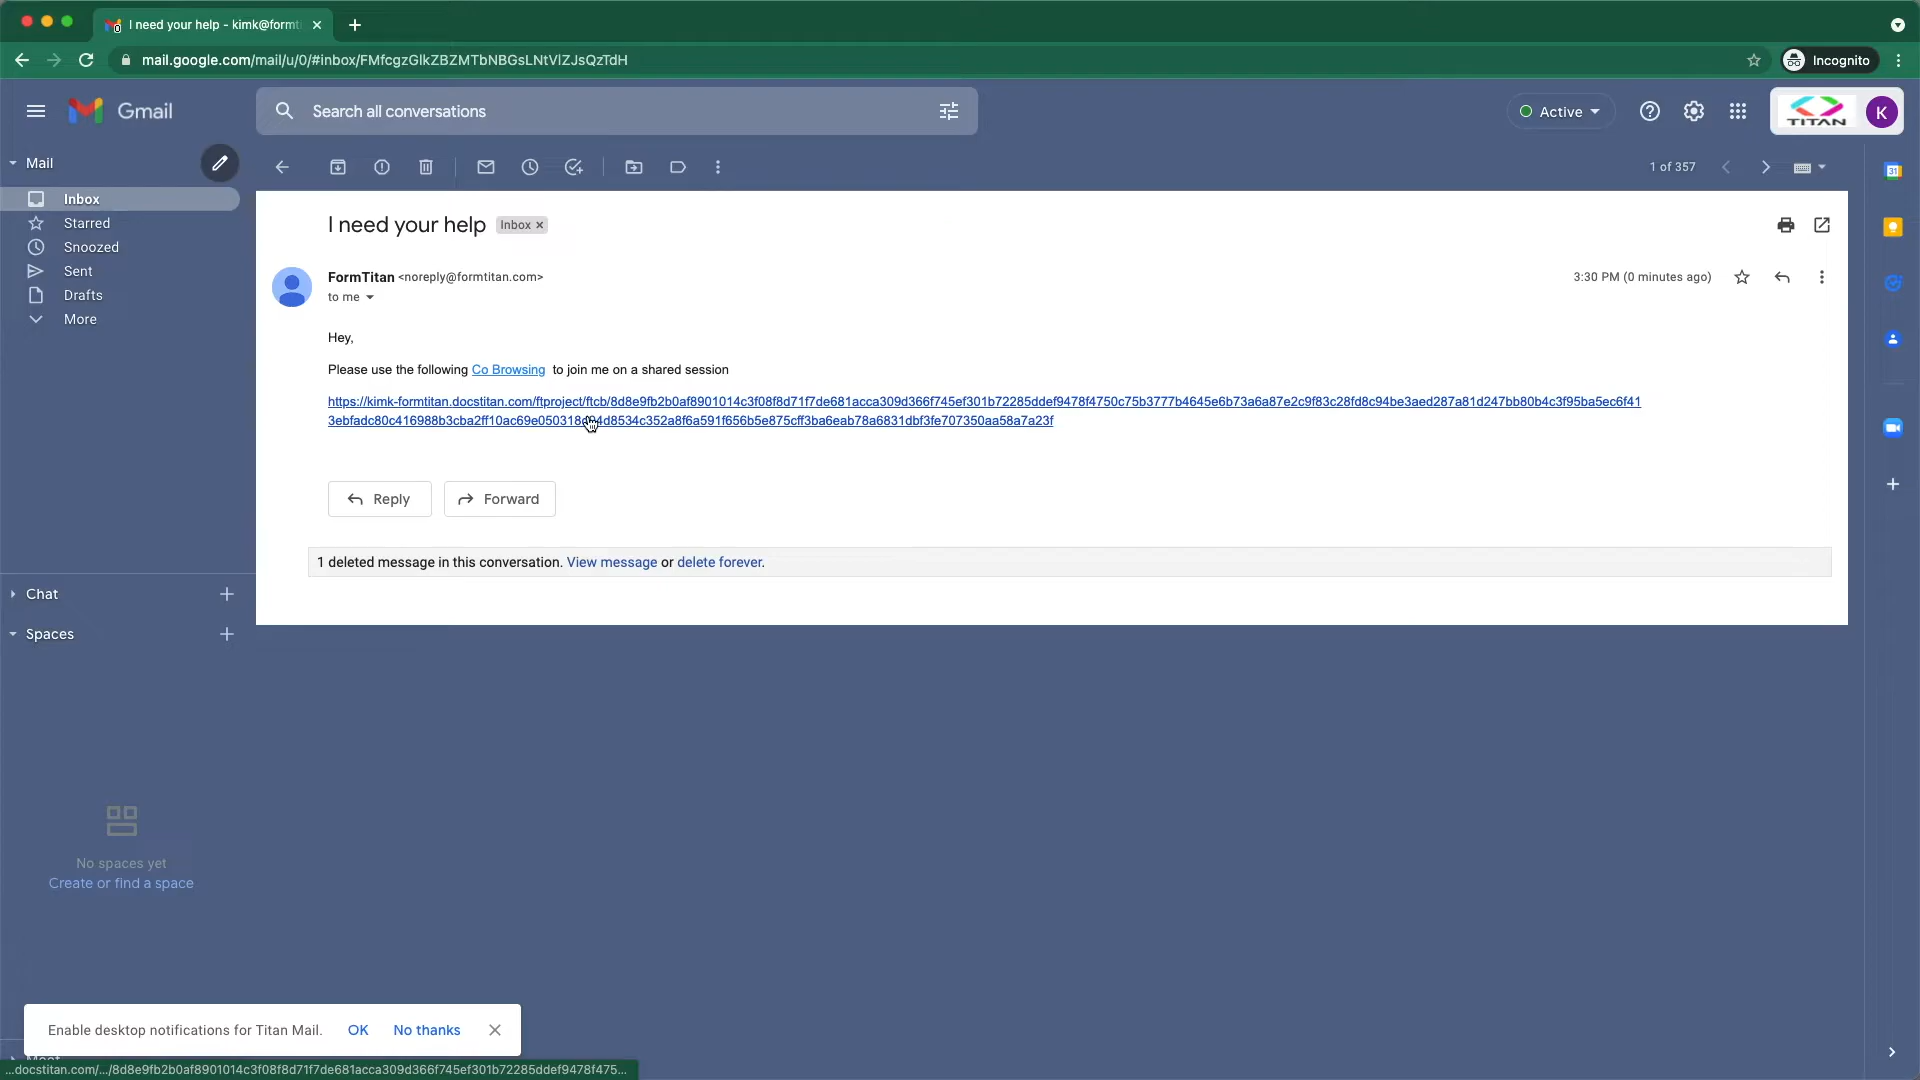 I need your help - kimk@formti
mail.google.com/mail/u/0/#inbox/FMfcgzGlkZBZMTbNBGsLNtVlZJsQzTdH
Incognito
Gmail
Search all conversations
Active
TITAN
K
Mail
1 of 357
Inbox
Starred
Snoozed
Sent
Drafts
More
31
I need your help Inbox
FormTitan <noreply@formtitan.com>
3:30 PM (0 minutes ago)
to me
Hey,
Please use the following Co Browsing to join me on a shared session
https://kimk-formtitan.docstitan.com/ftproject/ftcb/8d8e9fb2b0af8901014c3f08f8d71f7de681acca309d366f745ef301b72285ddef9478f4750c75b3777b4645e6b73a6a87e2c9f83c28fd8c94be3aed287a81d247bb80b4c3f95ba5ec6f41
Reply
Forward
1 deleted message in this conversation. View message or delete forever.
Chat
Spaces
No spaces yet
Create or find a space
Enable desktop notifications for Titan Mail. OK No thanks
...docstitan.com/.../8d8e9fb2b0af8901014c3f08f8d71f7de681acca309d366f745ef301b72285ddef9478f475...